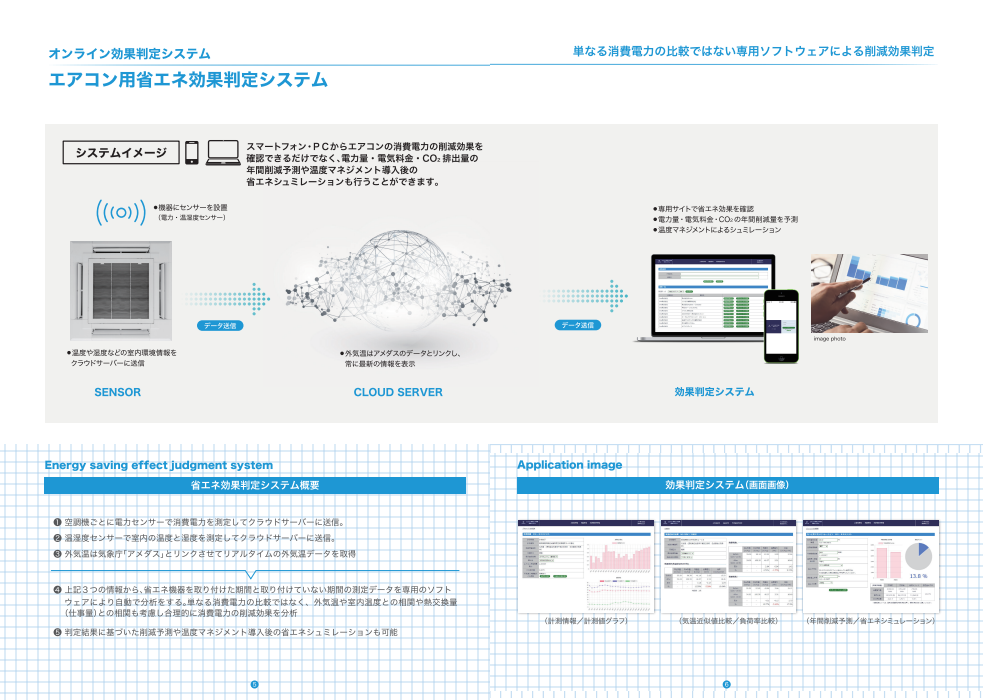 オンライン効果判定システム
エアコン用省エネ効果判定システム
単なる消費電力の比較ではない専用ソフトウェアによる削減効果判定
システムイメージ
スマートフォン・PCからエアコンの消費電力の削減効果を
確認できるだけでなく、電力量・電気料金・CO₂ 排出量の
年間削減予測や温度マネジメント導入後の
省エネシュミレーションも行うことができます。
●機器にセンサーを設置
（電力・温湿度センサー）
データ送信
●温度や湿度などの室内環境情報を
クラウドサーバーに送信
SENSOR
●外気温はアメダスのデータとリンクし、
常に最新の情報を表示
CLOUD SERVER
データ送信
●専用サイトで省エネ効果を確認
●電力量・電気料金・CO₂ の年間削減量を予測
●温度マネジメントによるシュミレーション
image photo
効果判定システム
Energy saving effect judgment system
省エネ効果判定システム概要
❶ 空調機ごとに電力センサーで消費電力を測定してクラウドサーバーに送信。
❷ 温湿度センサーで室内の温度と湿度を測定してクラウドサーバーに送信。
❸ 外気温は気象庁「アメダス」とリンクさせてリアルタイムの外気温データを取得
❹ 上記３つの情報から、省エネ機器を取り付けた期間と取り付けていない期間の測定データを専用のソフト
ウェアにより自動で分析をする。単なる消費電力の比較ではなく、外気温や室内温度との相関や熱交換量
（仕事量）との相関も考慮し合理的に消費電力の削減効果を分析
❺ 判定結果に基づいた削減予測や温度マネジメント導入後の省エネシュミレーションも可能
❺
Application image
効果判定システム（画面画像）
13.8 %
（計測情報／計測値グラフ）
（気温近似値比較／負荷率比較）
（年間削減予測／省エネシミュレーション）
❻